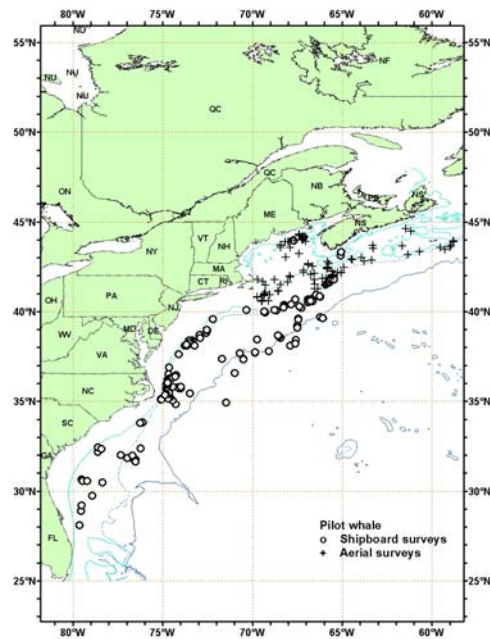 80°W 75°W 70°W 65°W 60°W
55°N 55°N
50°N 50°N
45°N 45°N
40°N 40°N
35°N 35°N
30°N 30°N
25°N 25°N
NU
NU
NU
NF
QC
ON
QC
NB
NS
ME
NS
VT
NH
NY
MA
CT RI
PA
NJ
OH
MD
DE
WV
VA
NC
SC
GA
FL
Pilot whale
Shipboard surveys
Aerial surveys
80°W 75°W 70°W 65°W 60°W